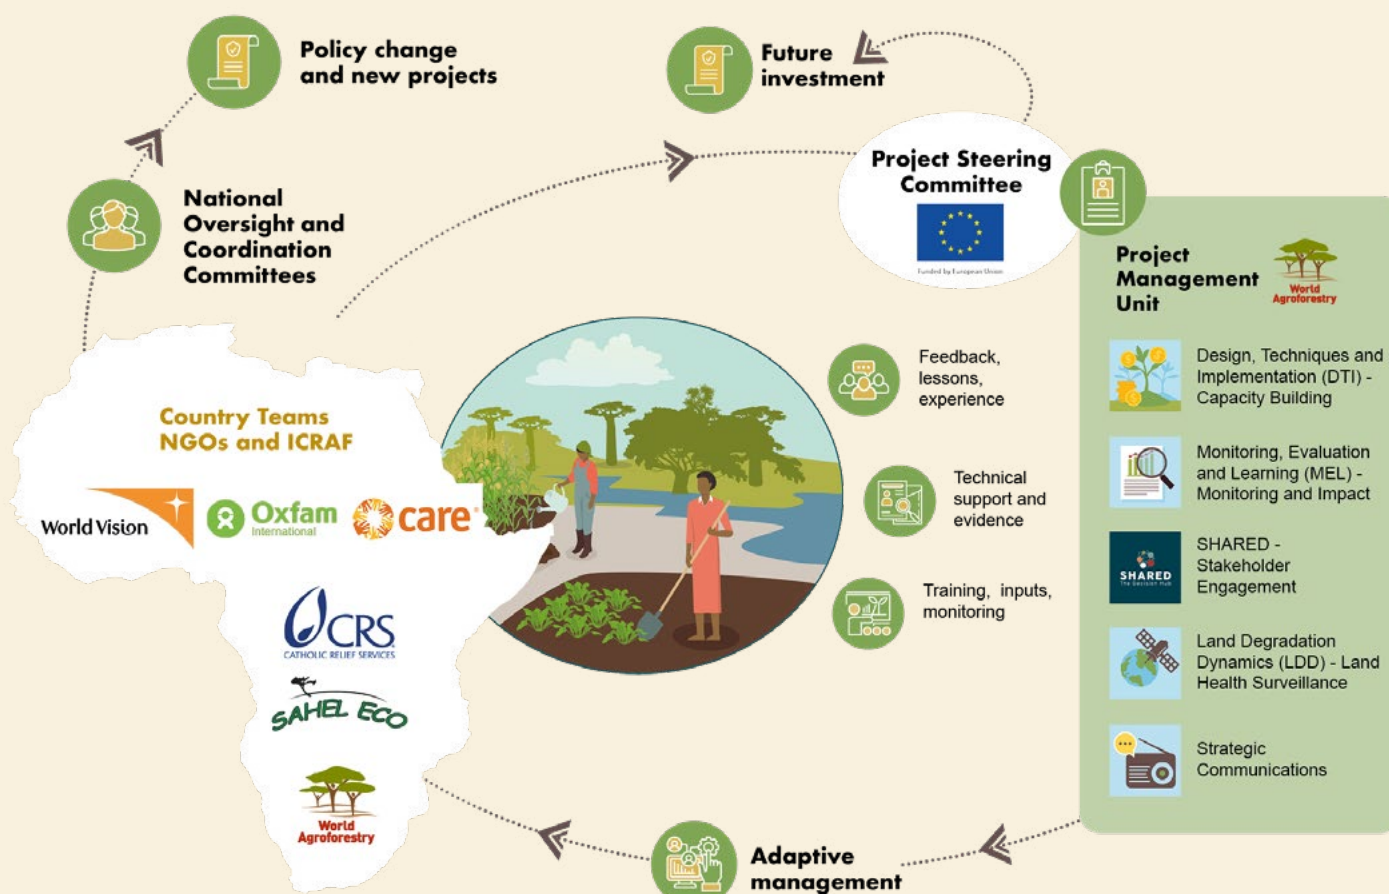 Policy change
and new projects
Future
investment
National
Oversight and
Coordination
Committees
Project Steering
Committee
Funded by European Union
Project
Management
Unit
World
Agroforestry
Design, Techniques and
Implementation (DTI) -
Capacity Building
Monitoring, Evaluation
and Learning (MEL) -
Monitoring and Impact
SHARED
The Decision Hub
SHARED -
Stakeholder
Engagement
Land Degradation
Dynamics (LDD) - Land
Health Surveillance
Strategic
Communications
Feedback,
lessons,
experience
Technical
support and
evidence
Training, inputs,
monitoring
Country Teams
NGOs and ICRAF
World Vision
Oxfam
International
care®
CRS
CATHOLIC RELIEF SERVICES
SAHEL ECO
World
Agroforestry
Adaptive
management